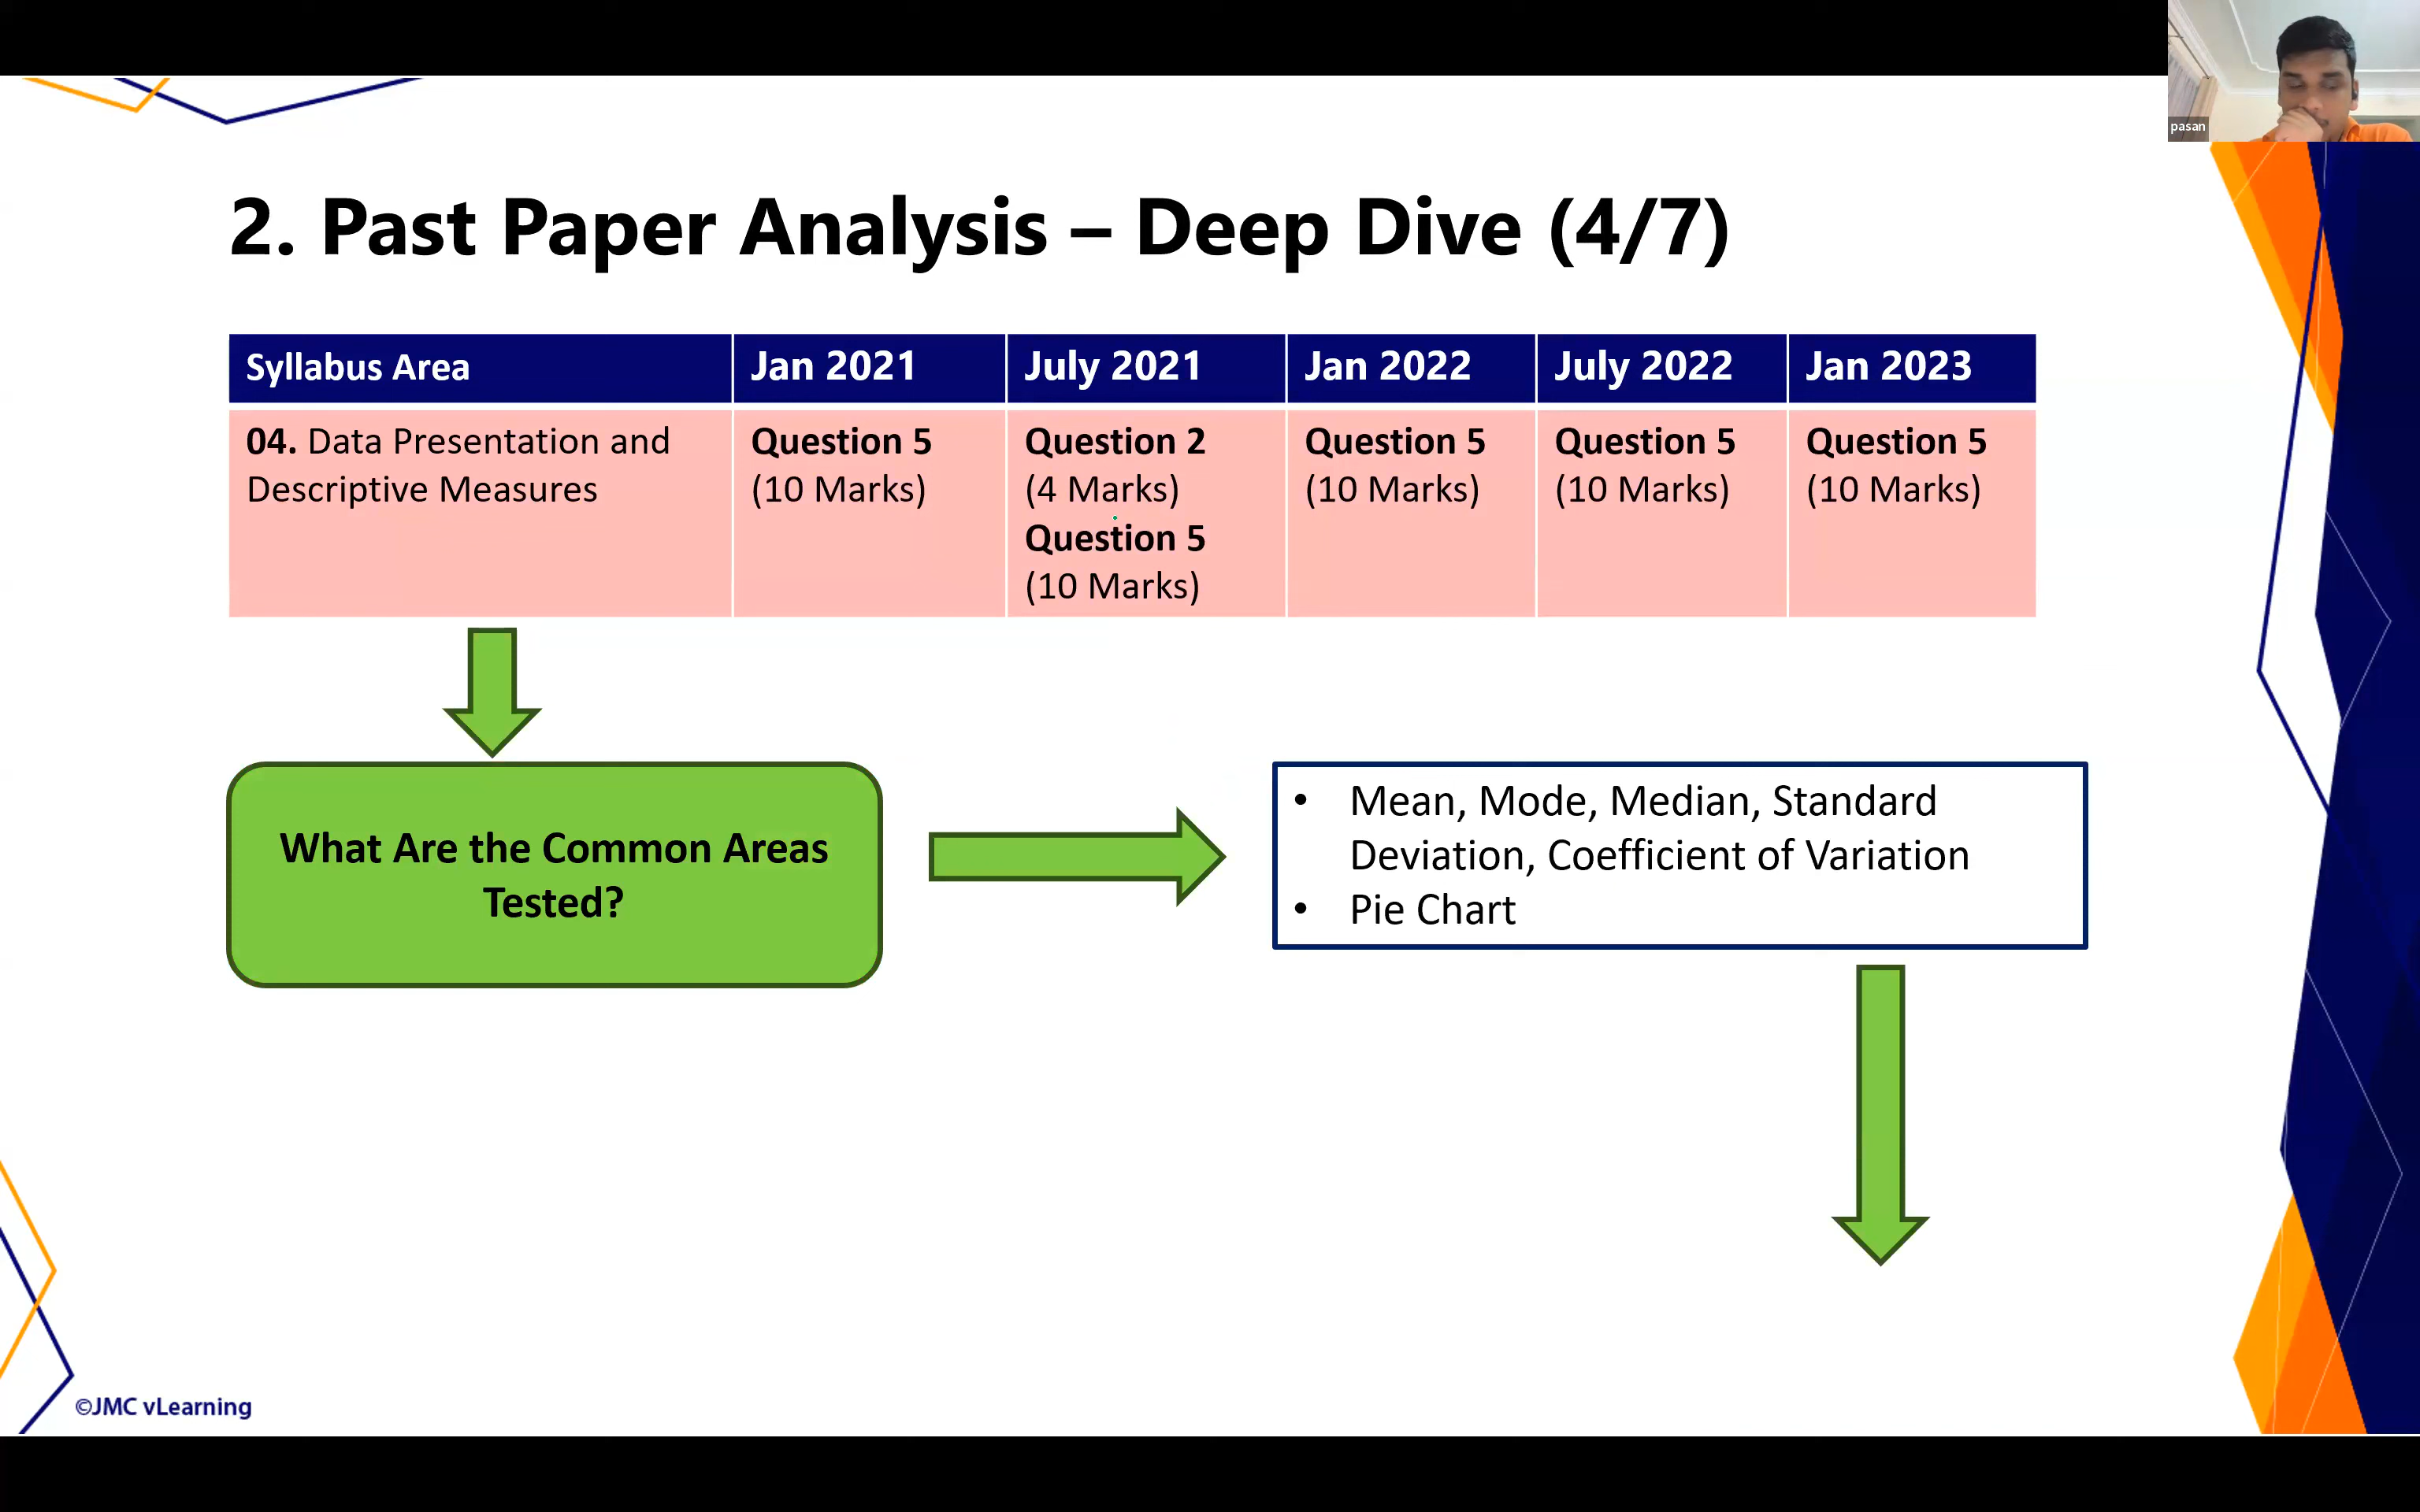 pasan
2. Past Paper Analysis – Deep Dive (4/7)
Syllabus Area
Jan 2021
July 2021
Jan 2022
July 2022
Jan 2023
04. Data Presentation and
Descriptive Measures
Question 5
(10 Marks)
Question 2
(4 Marks)
Question 5
(10 Marks)
Question 5
(10 Marks)
Question 5
(10 Marks)
Question 5
(10 Marks)
What Are the Common Areas
Tested?
• Mean, Mode, Median, Standard
Deviation, Coefficient of Variation
• Pie Chart
©JMC vLearning